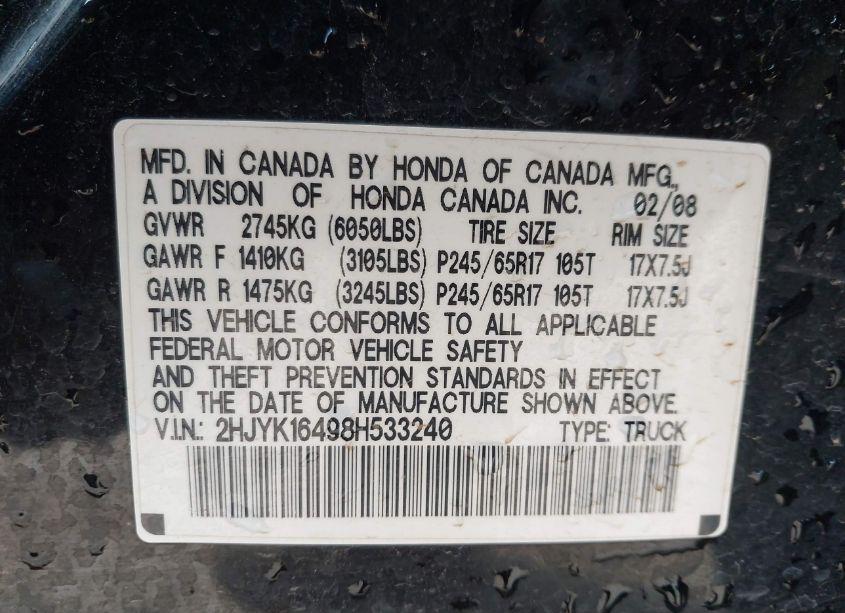 MFD. IN CANADA BY HONDA OF CANADA MFG.,
A DIVISION OF HONDA CANADA INC. 02/08
GVWR 2745KG (6050LBS) TIRE SIZE RIM SIZE
GAWR F 1410KG (3105LBS) P245/65R17 105T 17X7.5J
GAWR R 1475KG (3245LBS) P245/65R17 105T 17X7.5J
THIS VEHICLE CONFORMS TO ALL APPLICABLE
FEDERAL MOTOR VEHICLE SAFETY
AND THEFT PREVENTION STANDARDS IN EFFECT
ON THE DATE OF MANUFACTURE SHOWN ABOVE.
V.I.N.: 2HJYK16498H533240 TYPE: TRUCK